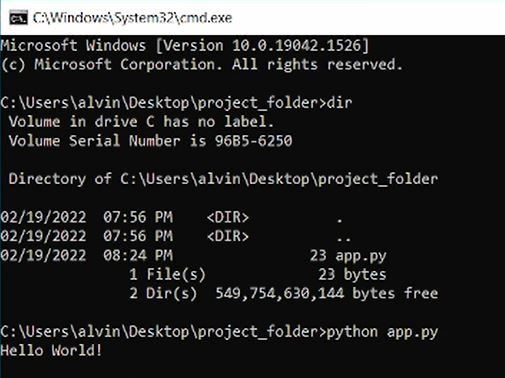 C:\Windows\System32\cmd.exe
Microsoft Windows [Version 10.0.19042.1526]
(c) Microsoft Corporation. All rights reserved.
C:\Users\alvin\Desktop\project_folder>dir
Volume in drive C has no label.
Volume Serial Number is 96B5-6250
Directory of C:\Users\alvin\Desktop\project_folder
02/19/2022  07:56 PM    <DIR>          .
02/19/2022  07:56 PM    <DIR>          ..
02/19/2022  08:24 PM                23 app.py
1 File(s)             23 bytes
2 Dir(s)  549,754,630,144 bytes free
C:\Users\alvin\Desktop\project_folder>python app.py
Hello World!